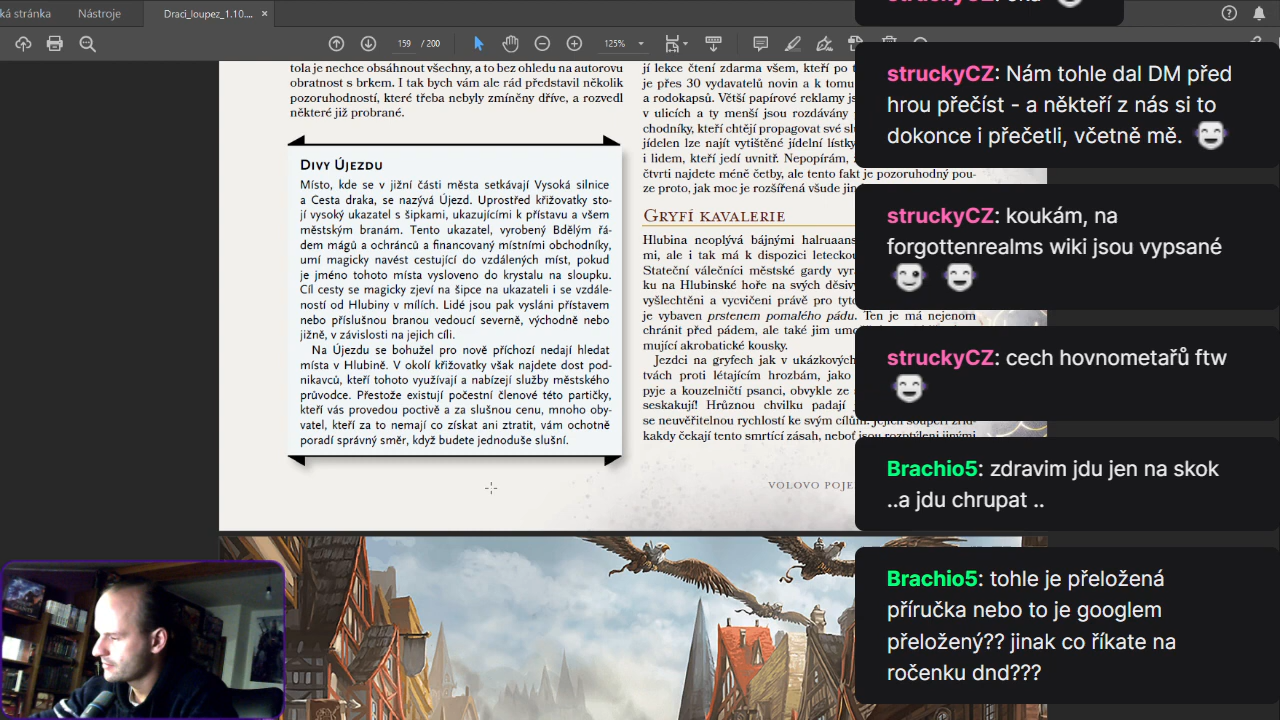 ká stránka
Nástroje
Draci_loupez_1.10....
×
159 / 200
125%
tola je nechce obsáhnout všechny, a to bez ohledu na autorovu
obratnost s brkem. I tak bych vám ale rád představil několik
pozoruhodností, které třeba nebyly zmíněny dříve, a rozvedl
některé již probrané.
Divy Újezdu
Místo, kde se v jižní části města setkávají Vysoká silnice
a Cesta draka, se nazývá Újezd. Uprostřed křižovatky sto-
jí vysoký ukazatel s šipkami, ukazujícími k přístavu a všem
městským branám. Tento ukazatel, vyrobený Bdělým řá-
dem mágů a ochránců a financovaný místními obchodníky,
umí magicky navést cestující do vzdálených míst, pokud
je jméno tohoto místa vysloveno do krystalu na sloupku.
Cíl cesty se magicky zjeví na šipce na ukazateli i se vzdále-
ností od Hlubiny v mílích. Lidé jsou pak vysláni přístavem
nebo příslušnou branou vedoucí severně, východně nebo
jižně, v závislosti na jejich cíli.
Na Újezdu se bohužel pro nově příchozí nedají hledat
místa v Hlubině. V okolí křižovatky však najdete dost pod-
nikavců, kteří tohoto využívají a nabízejí služby městského
průvodce. Přestože existují počestní členové této partičky,
kteří vás provedou poctivě a za slušnou cenu, mnoho oby-
vatel, kteří za to nemají co získat ani ztratit, vám ochotně
poradí správný směr, když budete jednoduše slušní.
jí lekce čtení zdarma všem, kteří po t
je přes 30 vydavatelů novin a k tomu
a rodokapsů. Větší papírové reklamy js
v ulicích a ty menší jsou rozdávány
chodníky, kteří chtějí propagovat své slu
jídelen lze najít vytištěné jídelní lístky
i lidem, kteří jedí uvnitř. Nepopírám,
čtvrti najdete méně četby, ale tento fakt je pozoruhodný pou-
ze proto, jak moc je rozšířená všude jin
Gryfí kavalerie
Hlubina neoplývá bájnými halruaans
mi, ale i tak má k dispozici leteckou
Stateční válečníci městské gardy vyr
ku na Hlubinské hoře na svých děsiv
vyšlechtěni a vycvičeni právě pro tyto
je vybaven prstenem pomalého pádu. Ten je má nejenom
chránit před pádem, ale také jim umo
mující akrobatické kousky.
Jezdci na gryfech jak v ukázkových
tvách proti létajícím hrozbám, jako
pyje a kouzelničtí psanci, obvykle ze
seskakují! Hrůznou chvilku padají
se neuvěřitelnou rychlostí ke svým cílům. Jejich soupeři zříd-
kakdy čekají tento smrtící zásah, neboť jsou rozptýleni jinými
VOLOVO POJE
struckyCZ: Nám tohle dal DM před
hrou přečíst - a někteří z nás si to
dokonce i přečetli, včetně mě.
struckyCZ: koukám, na
forgottenrealms wiki jsou vypsané
struckyCZ: cech hovnometařů ftw
Brachio5: zdravim jdu jen na skok
..a jdu chrupat ..
Brachio5: tohle je přeložená
příručka nebo to je googlem
přeložený?? jinak co říkate na
ročenku dnd???